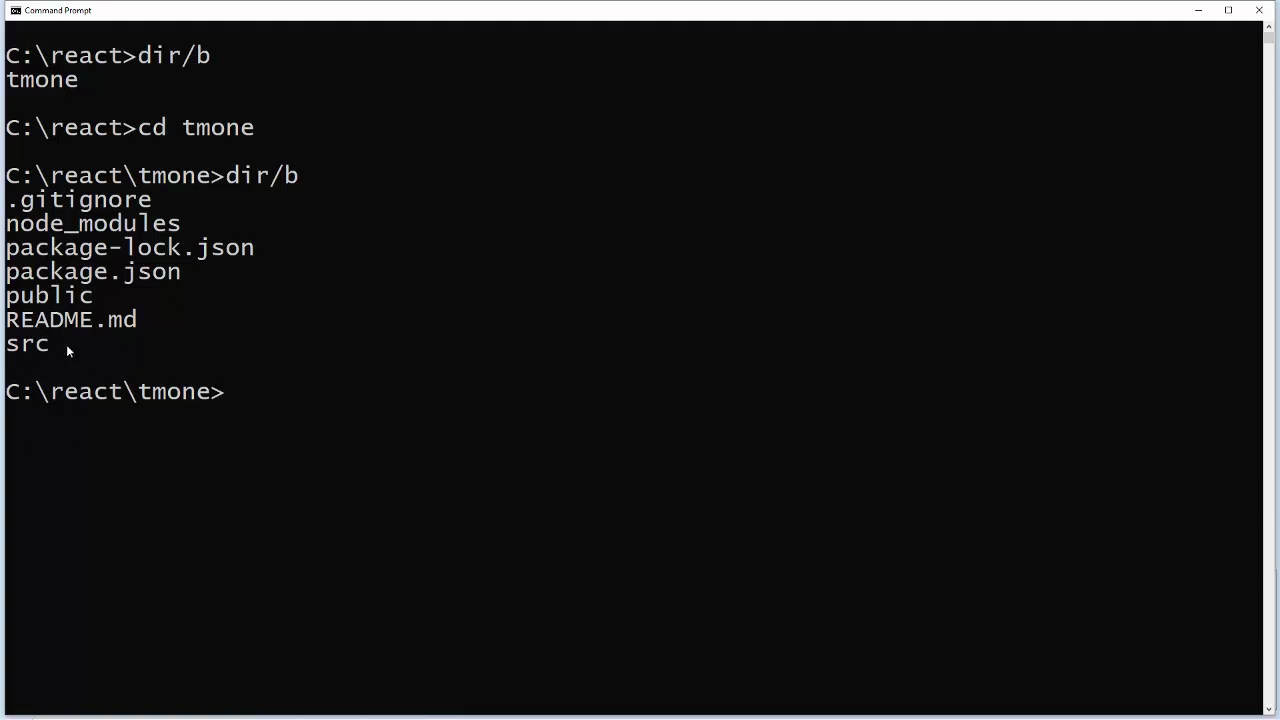 Command Prompt
C:\react>dir/b
tmone
C:\react>cd tmone
C:\react\tmone>dir/b
.gitignore
node_modules
package-lock.json
package.json
public
README.md
src
C:\react\tmone>